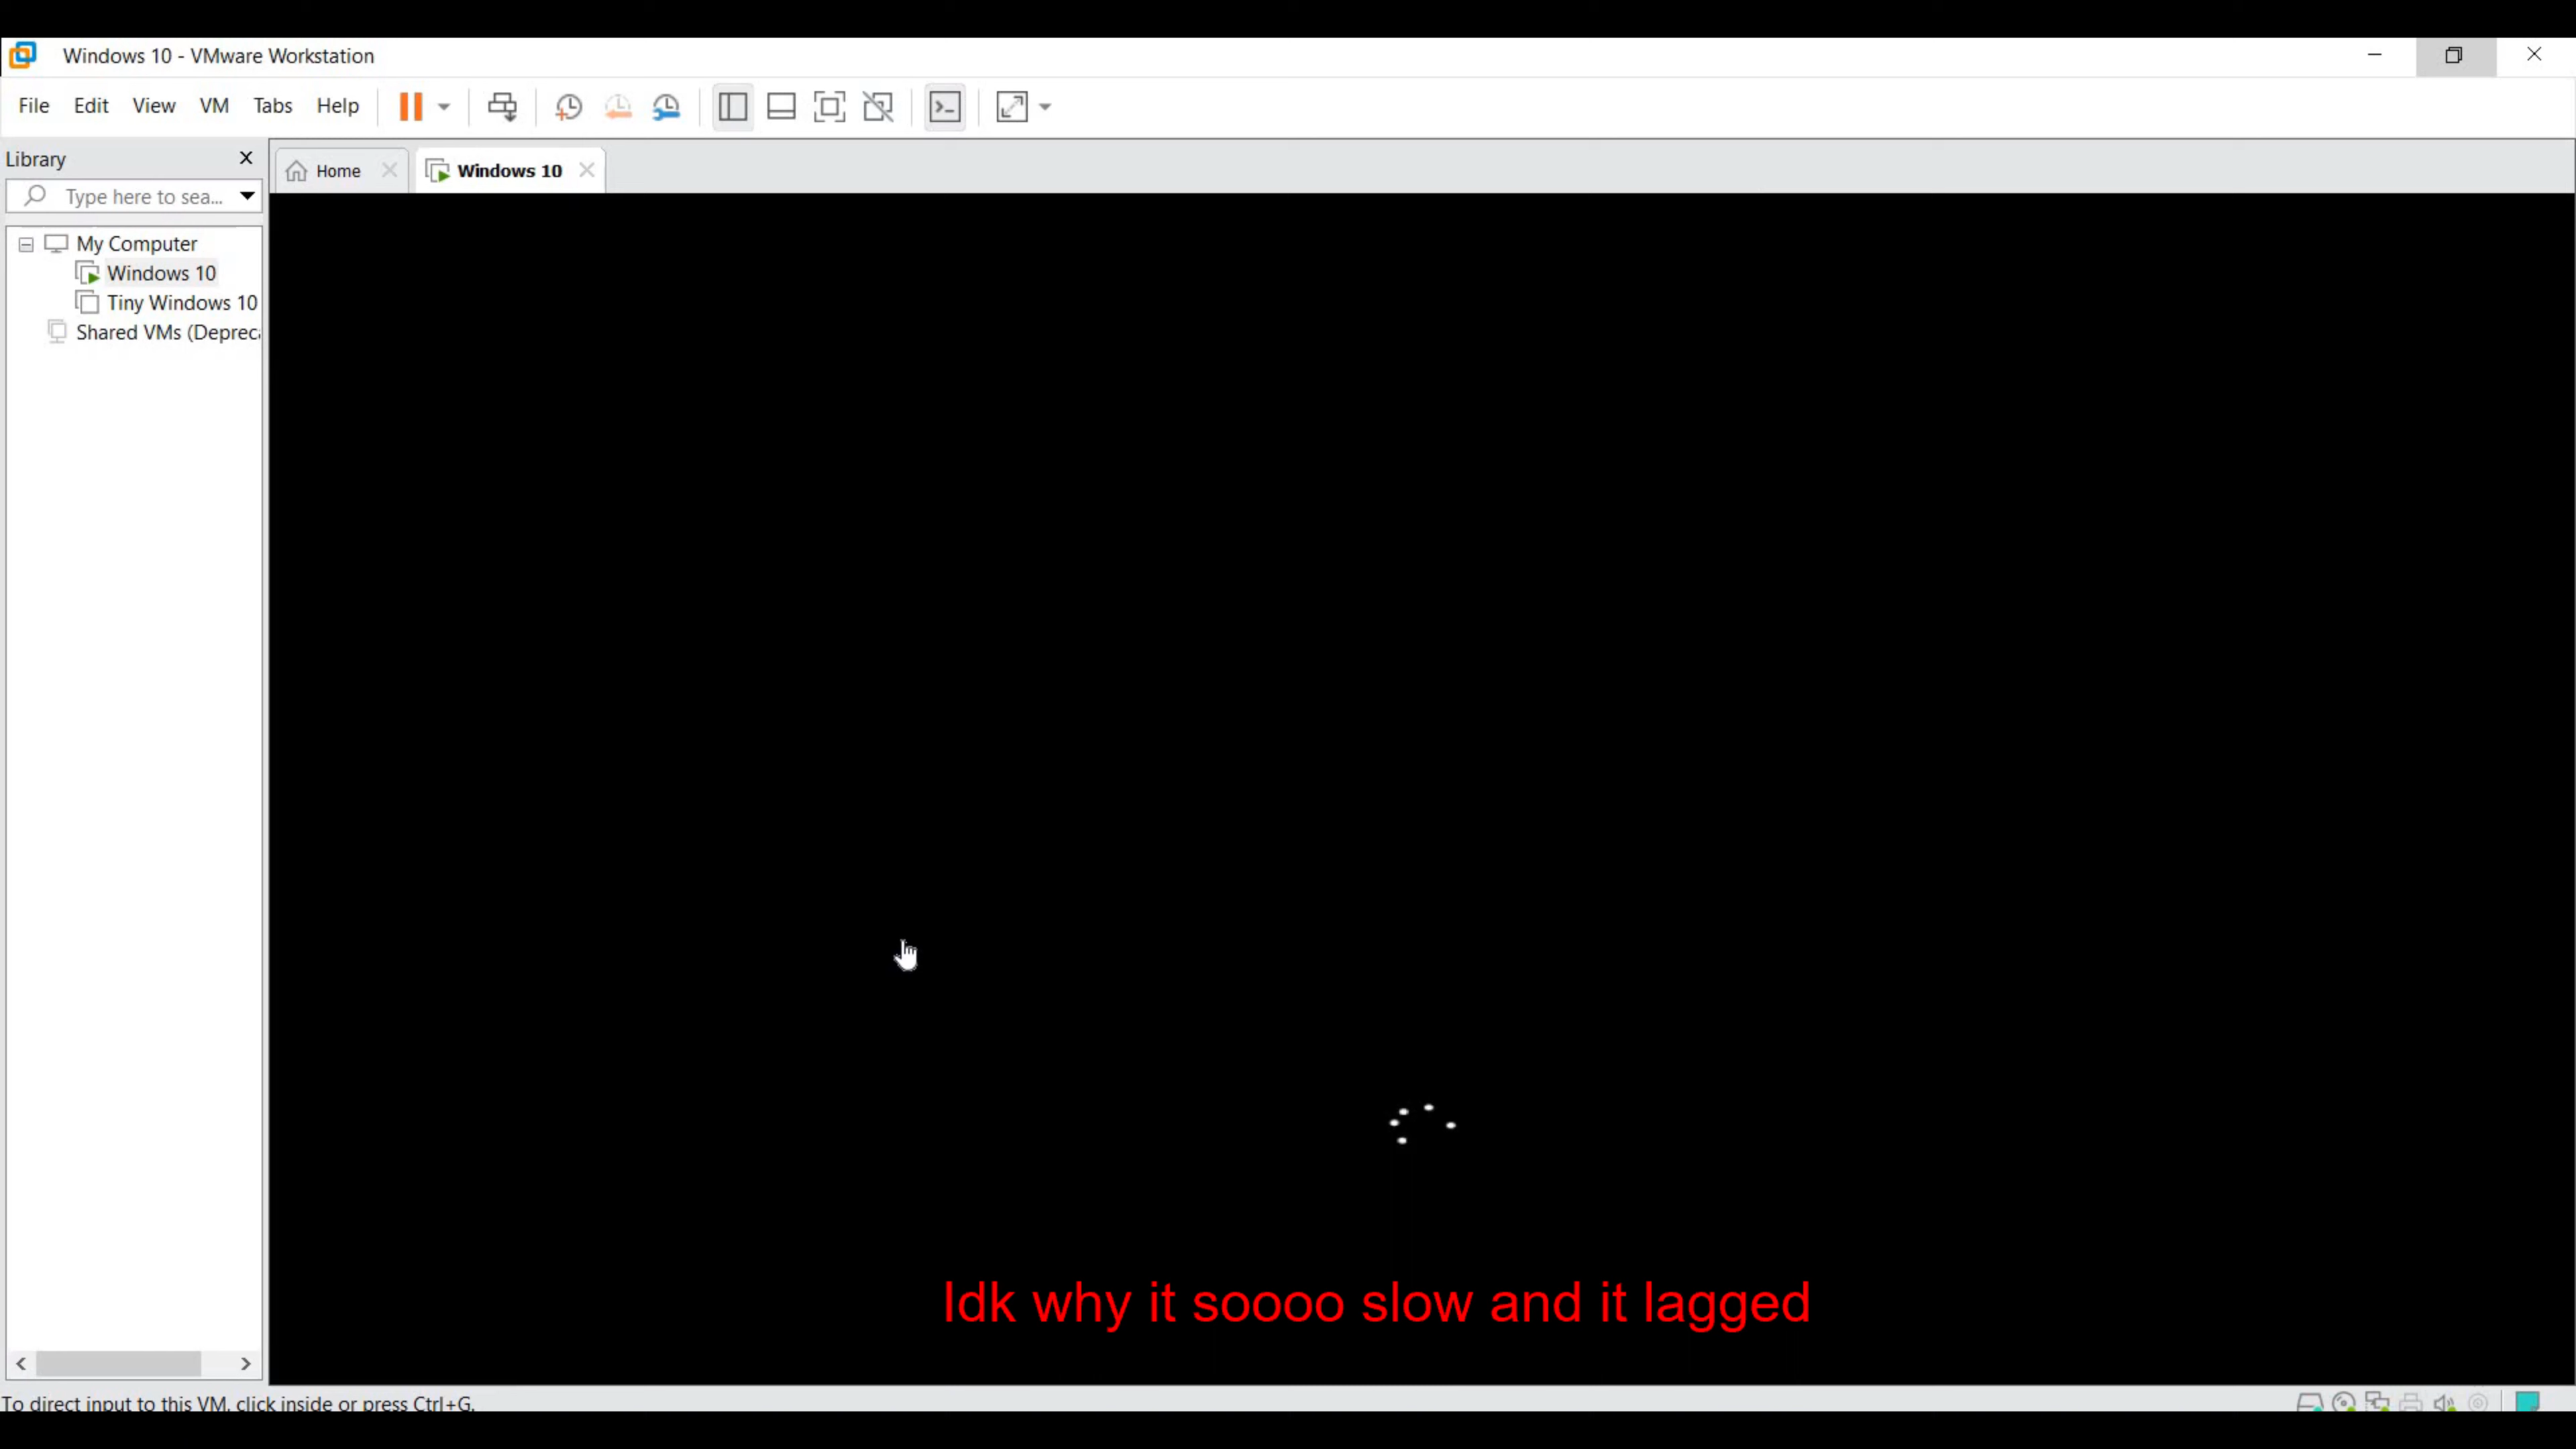 Windows 10 - VMware Workstation
File Edit View VM Tabs Help
Library
Home
Windows 10
Type here to sea...
My Computer
Windows 10
Tiny Windows 10
Shared VMs (Depreca
Idk why it soooo slow and it lagged
To direct input to this VM, click inside or press Ctrl+G.